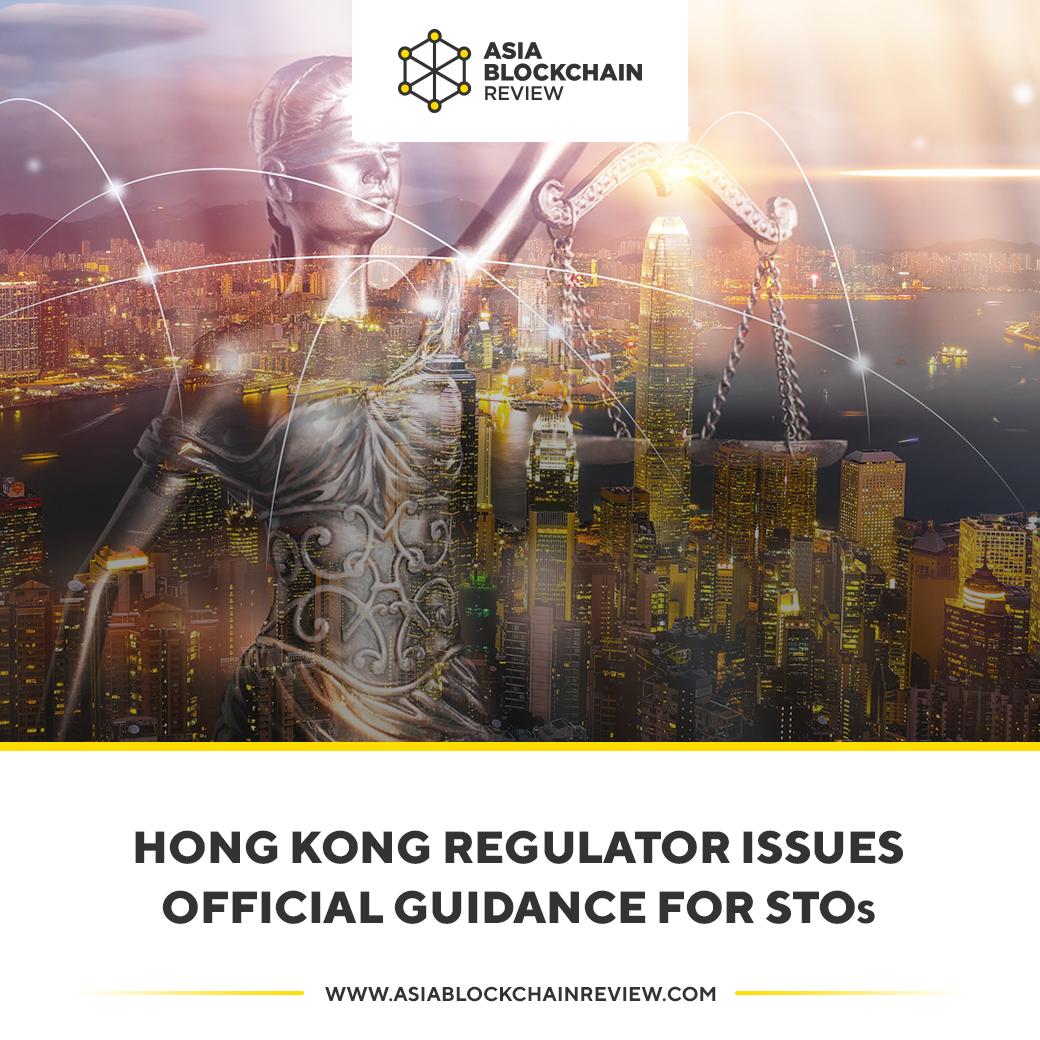 ASIA
BLOCKCHAIN
REVIEW
HONG KONG REGULATOR ISSUES
OFFICIAL GUIDANCE FOR STOs
WWW.ASIABLOCKCHAINREVIEW.COM